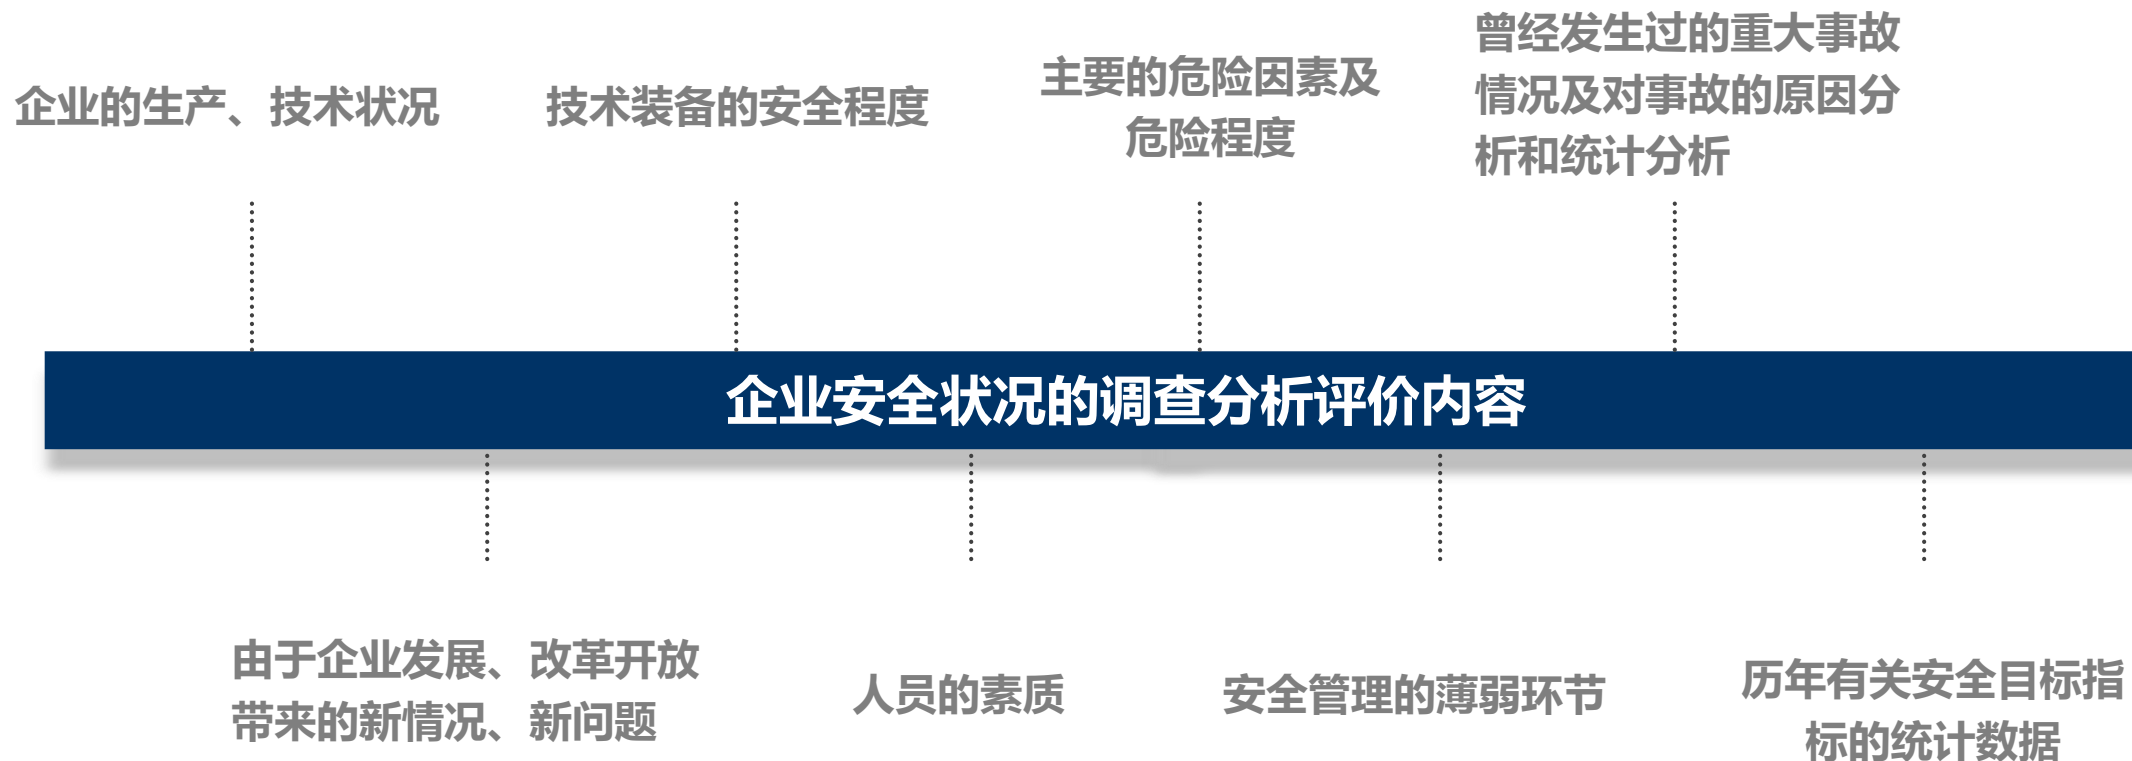 企业的生产、技术状况
技术装备的安全程度
主要的危险因素及
危险程度
曾经发生过的重大事故
情况及对事故的原因分
析和统计分析
企业安全状况的调查分析评价内容
由于企业发展、改革开放
带来的新情况、新问题
人员的素质
安全管理的薄弱环节
历年有关安全目标指
标的统计数据